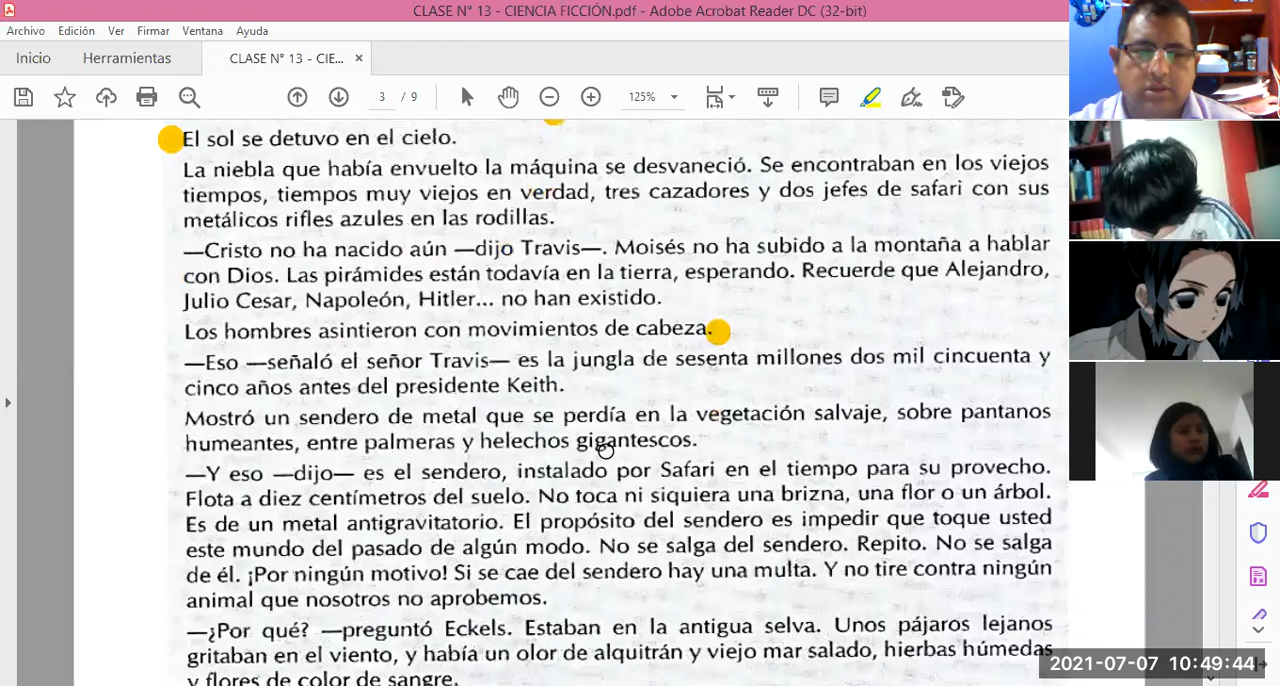 CLASE N° 13 - CIENCIA FICCIÓN.pdf - Adobe Acrobat Reader DC (32-bit)
Archivo Edición Ver Firmar Ventana Ayuda
Inicio Herramientas CLASE N° 13 - CIE... ×
3 / 9 125%
El sol se detuvo en el cielo.
La niebla que había envuelto la máquina se desvaneció. Se encontraban en los viejos
tiempos, tiempos muy viejos en verdad, tres cazadores y dos jefes de safari con sus
metálicos rifles azules en las rodillas.
—Cristo no ha nacido aún —dijo Travis—. Moisés no ha subido a la montaña a hablar
con Dios. Las pirámides están todavía en la tierra, esperando. Recuerde que Alejandro,
Julio Cesar, Napoleón, Hitler... no han existido.
Los hombres asintieron con movimientos de cabeza.
—Eso —señaló el señor Travis— es la jungla de sesenta millones dos mil cincuenta y
cinco años antes del presidente Keith.
Mostró un sendero de metal que se perdía en la vegetación salvaje, sobre pantanos
humeantes, entre palmeras y helechos gigantescos.
—Y eso —dijo— es el sendero, instalado por Safari en el tiempo para su provecho.
Flota a diez centímetros del suelo. No toca ni siquiera una brizna, una flor o un árbol.
Es de un metal antigravitatorio. El propósito del sendero es impedir que toque usted
este mundo del pasado de algún modo. No se salga del sendero. Repito. No se salga
de él. ¡Por ningún motivo! Si se cae del sendero hay una multa. Y no tire contra ningún
animal que nosotros no aprobemos.
—¿Por qué? —preguntó Eckels. Estaban en la antigua selva. Unos pájaros lejanos
gritaban en el viento, y había un olor de alquitrán y viejo mar salado, hierbas húmedas
y flores de color de sangre.
2021-07-07 10:49:44